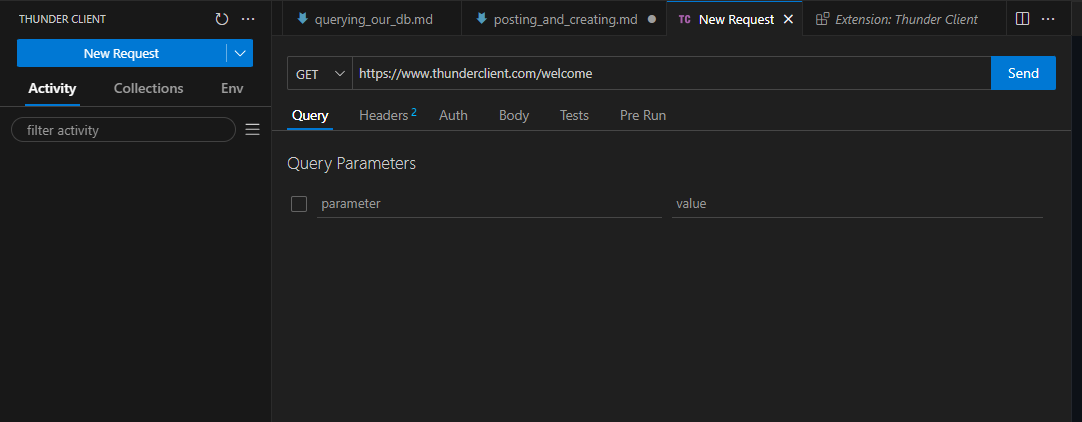 THUNDER CLIENT
New Request
Activity Collections Env
filter activity
querying_our_db.md posting_and_creating.md TC New Request Extension: Thunder Client
GET https://www.thunderclient.com/welcome Send
Query Headers 2 Auth Body Tests Pre Run
Query Parameters
parameter value